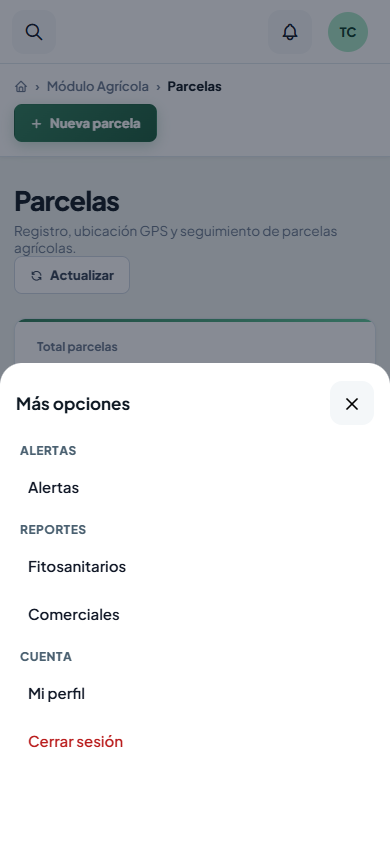 TC
› Módulo Agrícola › Parcelas
+ Nueva parcela
Parcelas
Registro, ubicación GPS y seguimiento de parcelas
agrícolas.
Actualizar
Total parcelas
Más opciones
ALERTAS
Alertas
REPORTES
Fitosanitarios
Comerciales
CUENTA
Mi perfil
Cerrar sesión